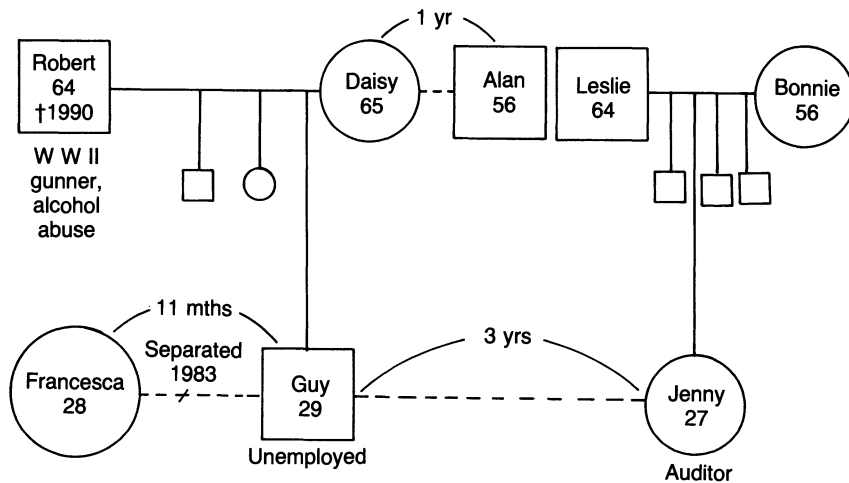 1 yr
Robert
64
†1990
Daisy
65
Alan
56
Leslie
64
Bonnie
56
W W II
gunner,
alcohol
abuse
11 mths
Separated
1983
3 yrs
Francesca
28
Guy
29
Jenny
27
Unemployed
Auditor